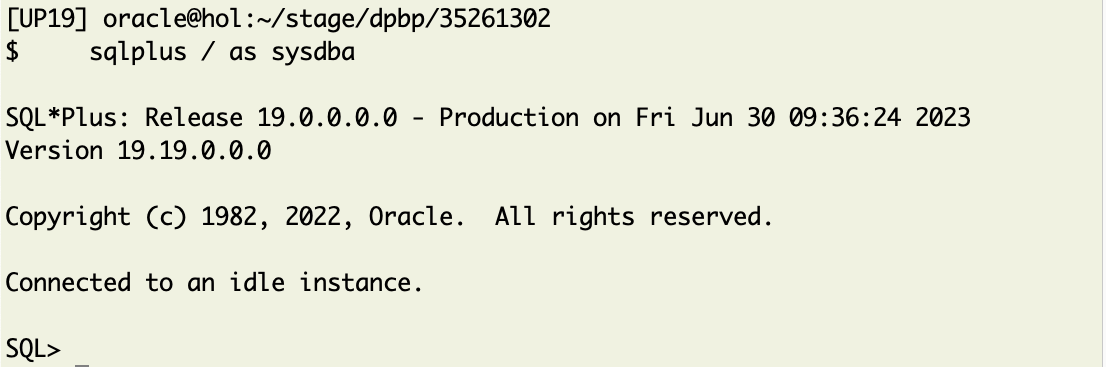 [UP19] oracle@hol:~/stage/dpbp/35261302
$     sqlplus / as sysdba
SQL*Plus: Release 19.0.0.0.0 - Production on Fri Jun 30 09:36:24 2023
Version 19.19.0.0.0
Copyright (c) 1982, 2022, Oracle.  All rights reserved.
Connected to an idle instance.
SQL>